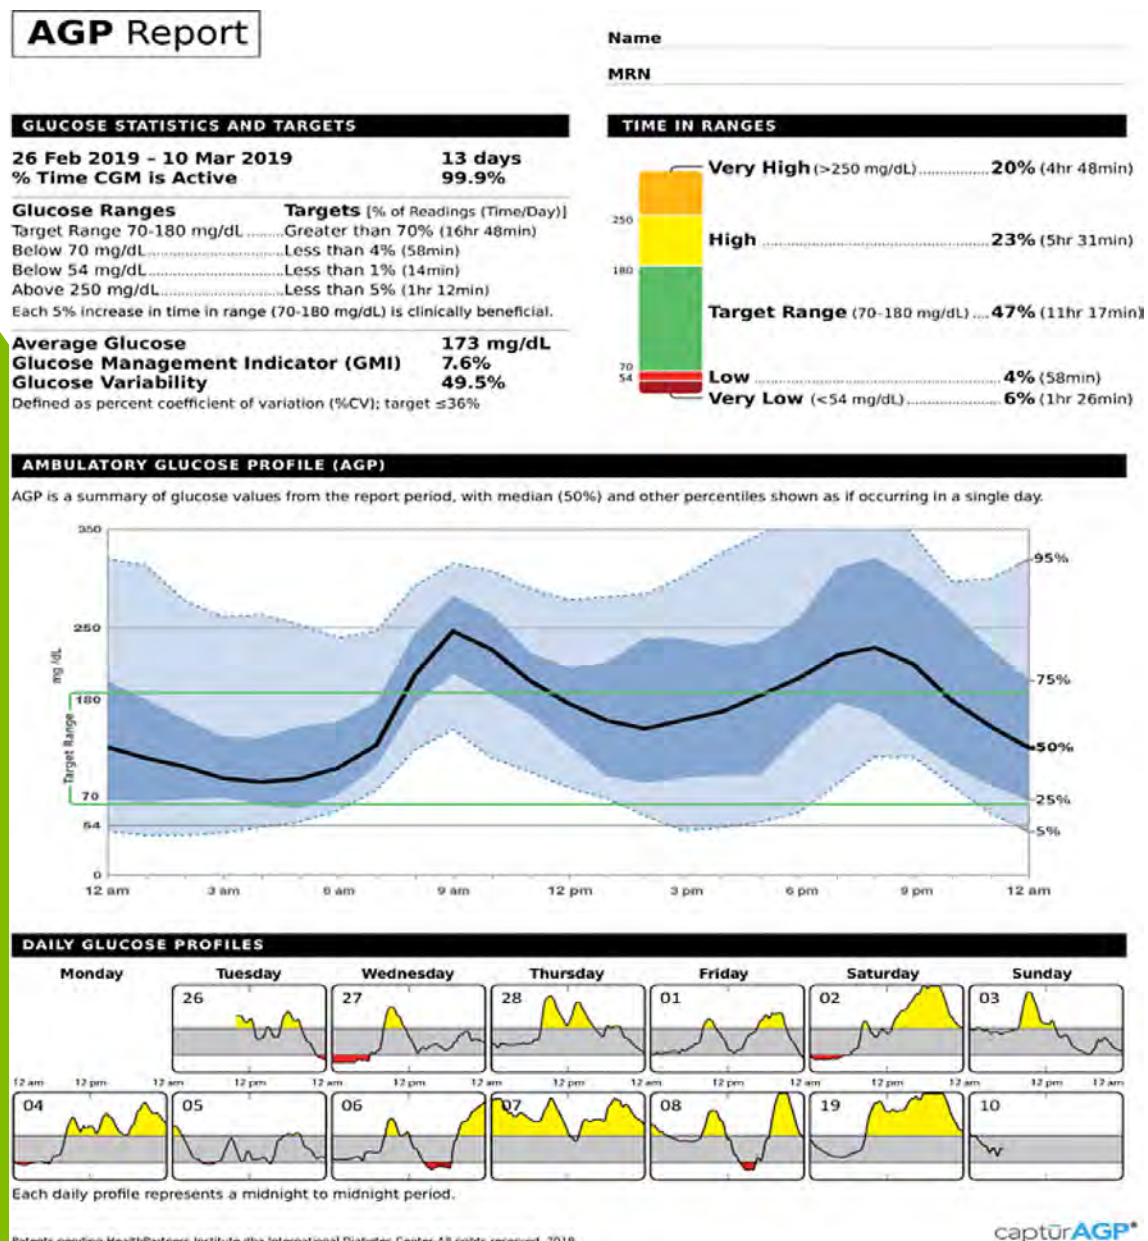 AGP Report
Name
MRN
GLUCOSE STATISTICS AND TARGETS
26 Feb 2019 – 10 Mar 2019 13 days
% Time CGM is Active 99.9%
Glucose Ranges Targets [% of Readings (Time/Day)]
Target Range 70-180 mg/dL ........Greater than 70% (16hr 48min)
Below 70 mg/dL..............................Less than 4% (58min)
Below 54 mg/dL..............................Less than 1% (14min)
Above 250 mg/dL...........................Less than 5% (1hr 12min)
Each 5% increase in time in range (70-180 mg/dL) is clinically beneficial.
Average Glucose 173 mg/dL
Glucose Management Indicator (GMI) 7.6%
Glucose Variability 49.5%
Defined as percent coefficient of variation (%CV); target ≤36%
TIME IN RANGES
Very High (>250 mg/dL)................20% (4hr 48min)
250
High ..................................................23% (5hr 31min)
180
Target Range (70-180 mg/dL) ....47% (11hr 17min)
70
Low .....................................................4% (58min)
54
Very Low (<54 mg/dL)....................6% (1hr 26min)
AMBULATORY GLUCOSE PROFILE (AGP)
AGP is a summary of glucose values from the report period, with median (50%) and other percentiles shown as if occurring in a single day.
350
95%
250
mg/dL
75%
180
Target Range
50%
70
25%
54
5%
0
12 am 3 am 6 am 9 am 12 pm 3 pm 6 pm 9 pm 12 am
DAILY GLUCOSE PROFILES
Monday Tuesday Wednesday Thursday Friday Saturday Sunday
26 27 28 01 02 03
12 am 12 pm 12 am 12 pm 12 am 12 pm 12 am 12 pm 12 am 12 pm 12 am 12 pm 12 am 12 pm 12 am
04 05 06 07 08 19 10
Each daily profile represents a midnight to midnight period.
Patents pending HealthPartners Institute dba International Diabetes Center All rights reserved. 2019
captūrAGP®